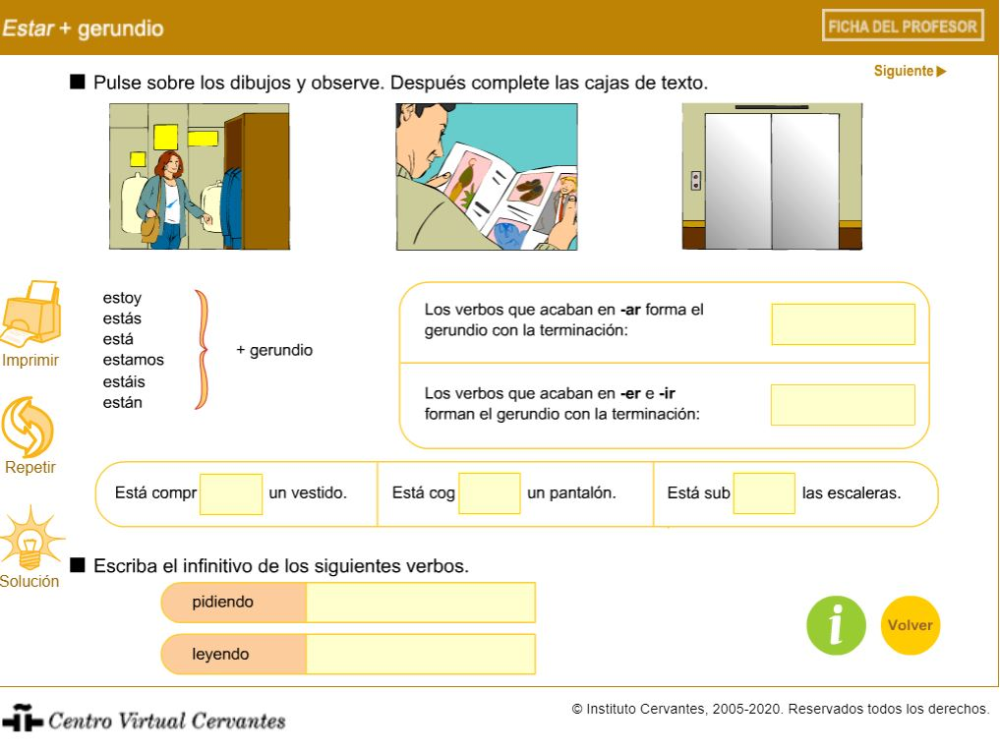 Estar + gerundio
FICHA DEL PROFESOR
Siguiente
Pulse sobre los dibujos y observe. Después complete las cajas de texto.
estoy
estás
está
estamos
estáis
están
+ gerundio
Los verbos que acaban en -ar forma el
gerundio con la terminación:
Los verbos que acaban en -er e -ir
forman el gerundio con la terminación:
Imprimir
Repetir
Solución
Está compr un vestido.
Está cog un pantalón.
Está sub las escaleras.
Escriba el infinitivo de los siguientes verbos.
pidiendo
leyendo
i
Volver
Centro Virtual Cervantes
© Instituto Cervantes, 2005-2020. Reservados todos los derechos.